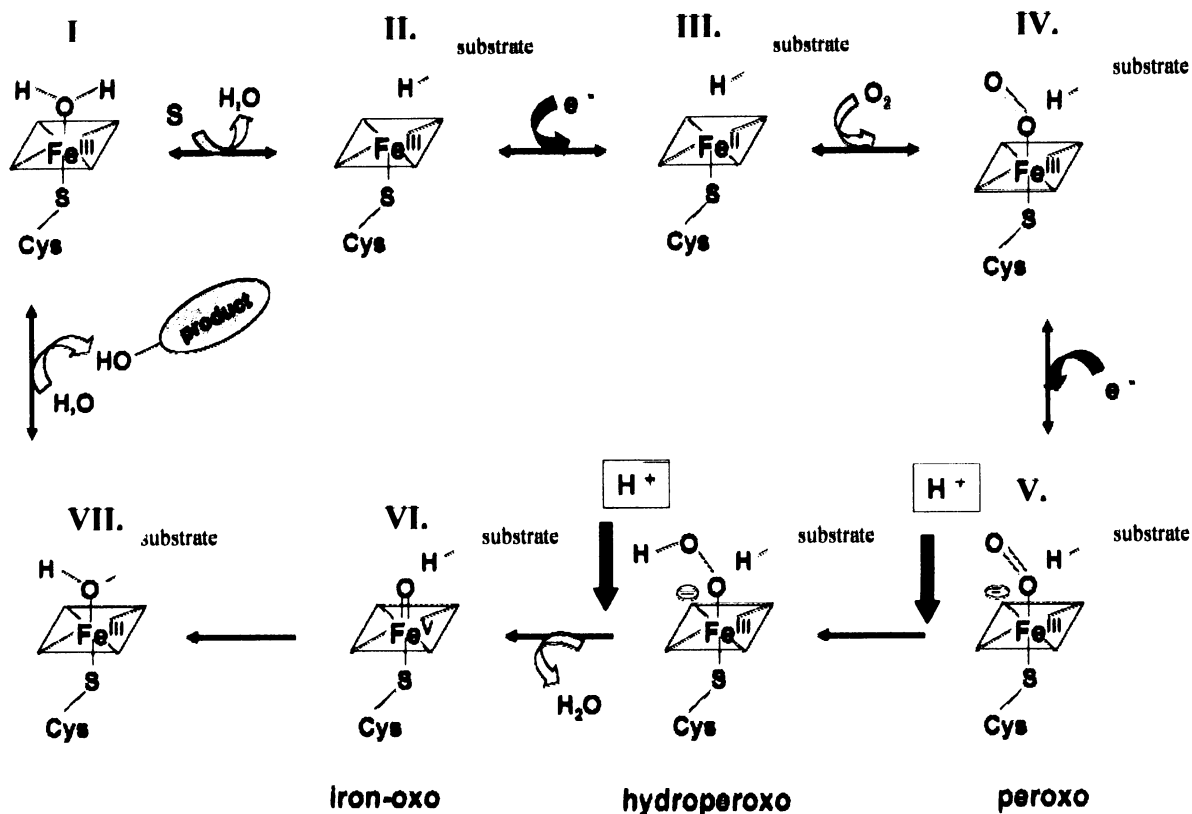 I II. III. IV.
substrate substrate substrate
H H H H O H
O O
Fe III S H₂O Fe III e - Fe II O₂ Fe III
S S S S
Cys Cys Cys Cys
product
HO
H₂O e -
H + H +
VII. VI. V.
substrate substrate substrate substrate
H H H O H O H
O O O O
Fe III Fe V Fe III Fe III
S S H₂O S S
Cys Cys Cys Cys
iron-oxo hydroperoxo peroxo